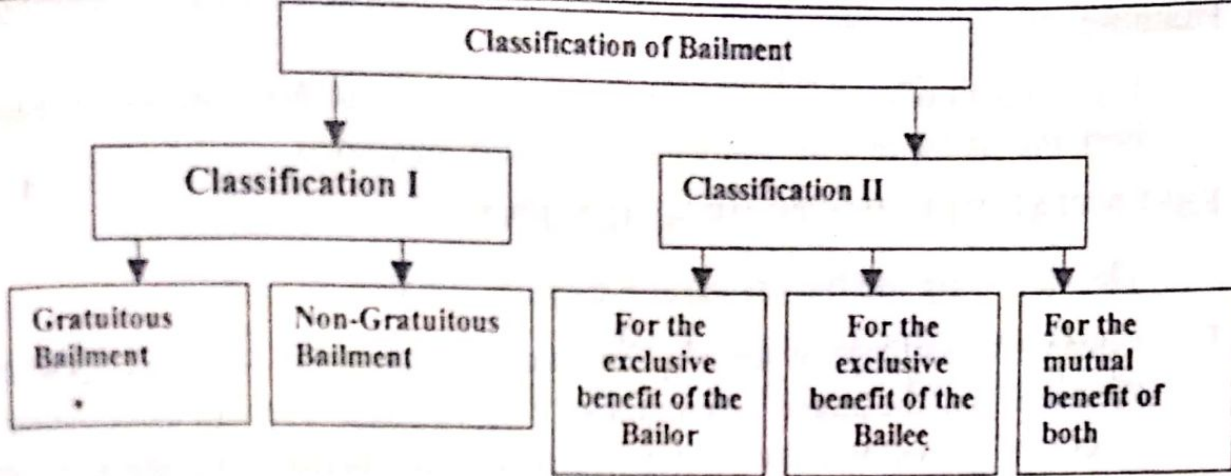 Classification of Bailment
Classification I
Classification II
Gratuitous
Bailment
Non-Gratuitous
Bailment
For the
exclusive
benefit of the
Bailor
For the
exclusive
benefit of the
Bailee
For the
mutual
benefit of
both